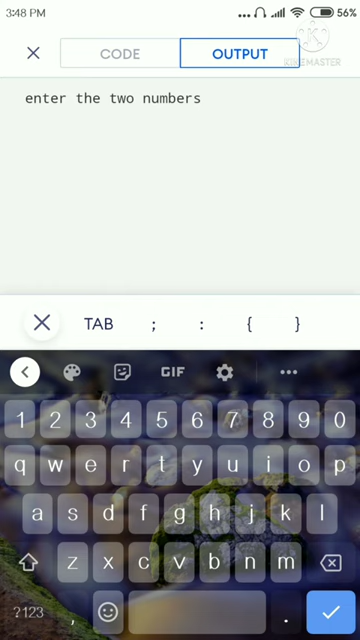 3:48 PM
56%
CODE
OUTPUT
KINEMASTER
enter the two numbers
TAB ; : { }
GIF
1 2 3 4 5 6 7 8 9 0
q w e r t y u i o p
a s d f g h j k l
z x c v b n m
?123 , .